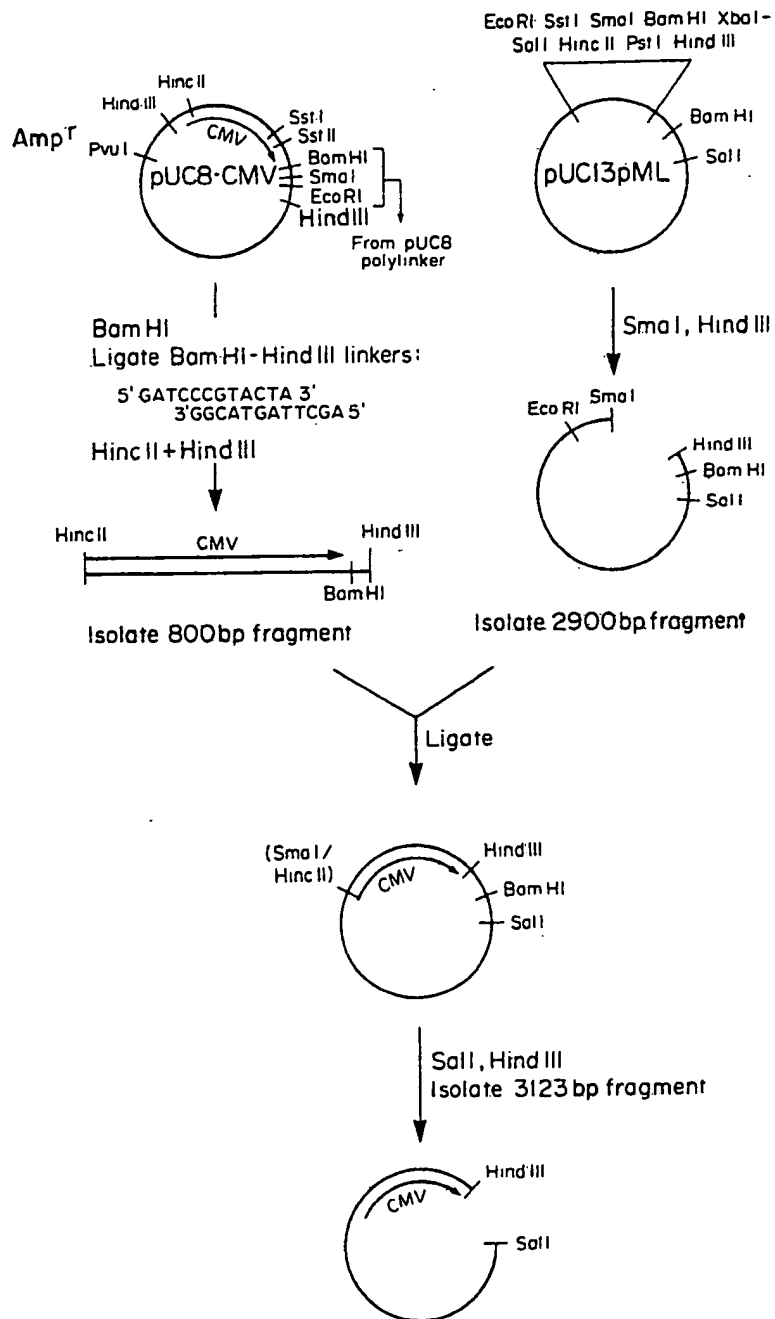 EcoRI SstI SmaI BamHI XbaI-
SalI HincII PstI HindIII
HincII
HindIII
CMV
SstI
SstII
Amp r
PvuI
BamHI
SmaI
EcoRI
HindIII
pUC8-CMV
From pUC8
polylinker
BamHI
SalI
pUC13pML
BamHI
Ligate BamHI-HindIII linkers:
5' GATCCCGTACTA 3'
3'GGCATGATTCGA 5'
HincII + HindIII
SmaI, HindIII
SmaI
EcoRI
HindIII
BamHI
SalI
HincII
CMV
HindIII
BamHI
Isolate 800bp fragment
Isolate 2900bp fragment
Ligate
(SmaI/
HincII)
CMV
HindIII
BamHI
SalI
SalI, HindIII
Isolate 3123bp fragment
HindIII
CMV
SalI